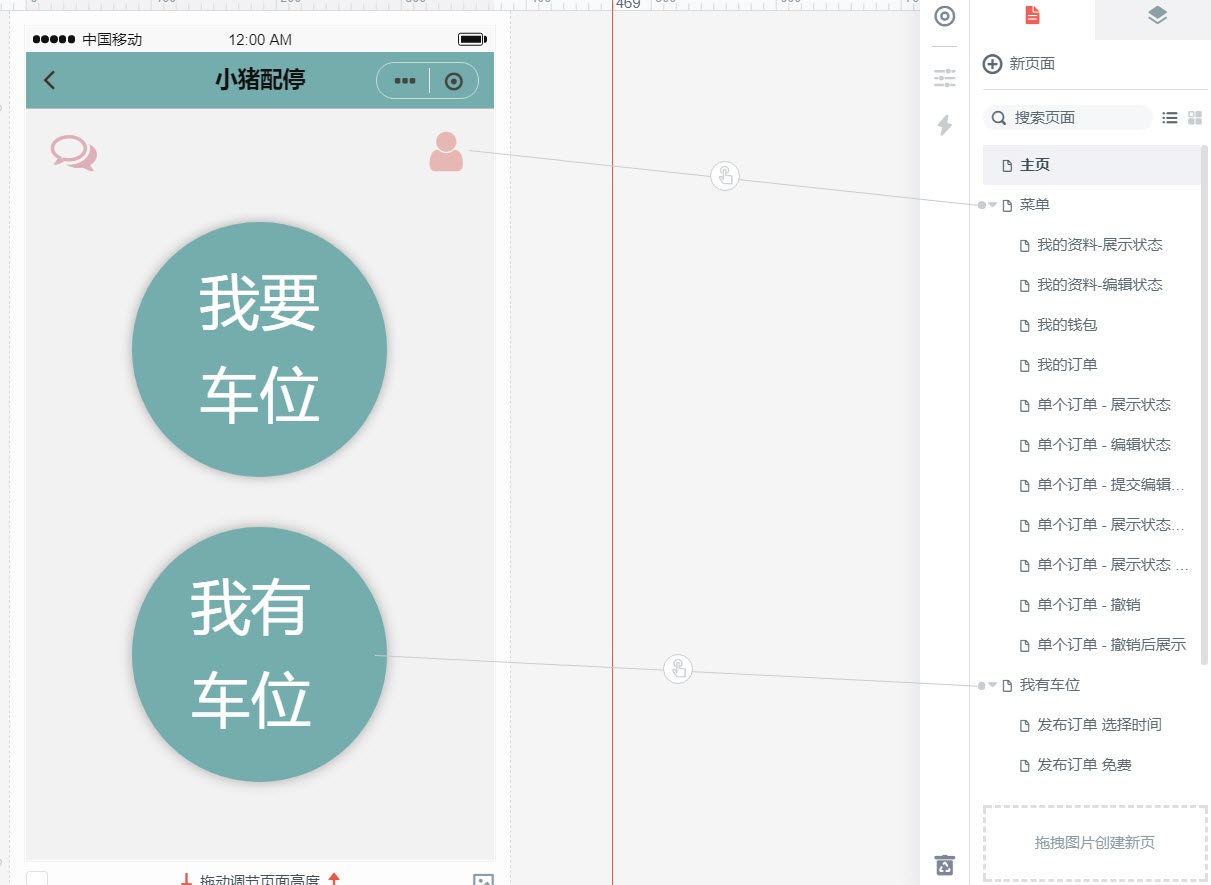 469
中国移动
12:00 AM
小猪配停
我要
车位
我有
车位
拖动调节页面高度
新页面
搜索页面
主页
菜单
我的资料-展示状态
我的资料-编辑状态
我的钱包
我的订单
单个订单 - 展示状态
单个订单 - 编辑状态
单个订单 - 提交编辑...
单个订单 - 展示状态...
单个订单 - 展示状态 ...
单个订单 - 撤销
单个订单 - 撤销后展示
我有车位
发布订单 选择时间
发布订单 免费
拖拽图片创建新页